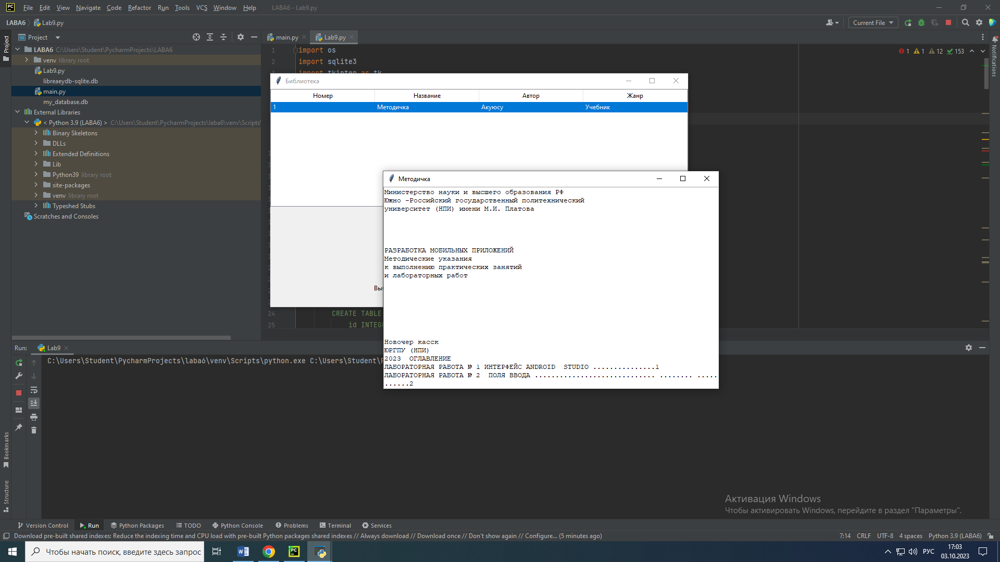 File Edit View Navigate Code Refactor Run Tools VCS Window Help LABA6 - Lab9.py
LABA6 Lab9.py
Current File
Project
main.py
Lab9.py
1 1 12 153
Project
Notifications
LABA6 C:\Users\Student\PycharmProjects\LABA6
venv library root
Lab9.py
libreaeydb-sqlite.db
main.py
my_database.db
External Libraries
< Python 3.9 (LABA6) > C:\Users\Student\PycharmProjects\laba6\venv\Scripts\
Binary Skeletons
DLLs
Extended Definitions
Lib
Python39 library root
site-packages
venv library root
Typeshed Stubs
Scratches and Consoles
1 import os
2 import sqlite3
import tkinter as tk
Библиотека
Номер Название Автор Жанр
1 Методичка Акуюсу Учебник
Методичка
Министерство науки и высшего образования РФ
Южно -Российский государственный политехнический
университет (НПИ) имени М.И. Платова
РАЗРАБОТКА МОБИЛЬНЫХ ПРИЛОЖЕНИЙ
Методические указания
к выполнению практических занятий
и лабораторных работ
Новочер касск
ЮРГПУ (НПИ)
2023  ОГЛАВЛЕНИЕ
ЛАБОРАТОРНАЯ РАБОТА № 1 ИНТЕРФЕЙС ANDROID  STUDIO ...............1
ЛАБОРАТОРНАЯ РАБОТА № 2  ПОЛЯ ВВОДА ............................. ........ .....
......2
24 CREATE TABLE
25 id INTEG
Run: Lab9
C:\Users\Student\PycharmProjects\laba6\venv\Scripts\python.exe C:\Users\Student\
Bookmarks
Structure
Активация Windows
Чтобы активировать Windows, перейдите в раздел "Параметры".
Version Control Run Python Packages TODO Python Console Problems Terminal Services
Download pre-built shared indexes: Reduce the indexing time and CPU load with pre-built Python packages shared indexes // Always download // Download once // Don't show again // Configure... (5 minutes ago)
7:14 CRLF UTF-8 4 spaces Python 3.9 (LABA6)
Чтобы начать поиск, введите здесь запрос
РУС
17:03
03.10.2023